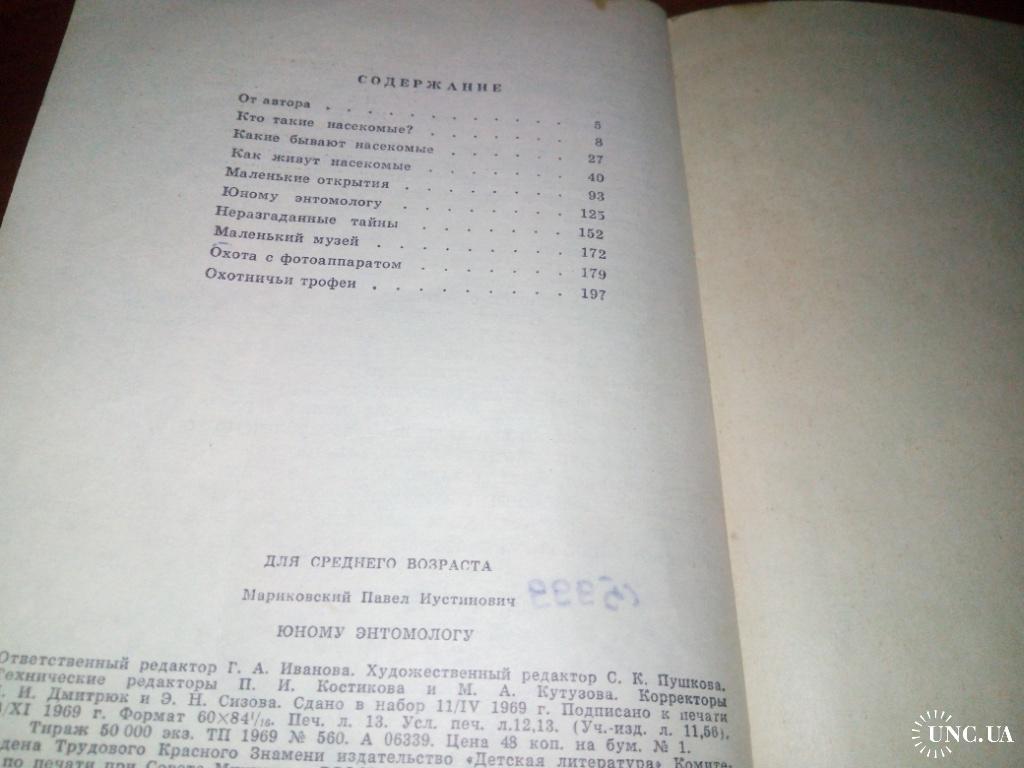 СОДЕРЖАНИЕ
От автора . . . . . . . . . . . 5
Кто такие насекомые? . . . . . . . 8
Какие бывают насекомые . . . . . . 27
Как живут насекомые . . . . . . . 40
Маленькие открытия . . . . . . . . 93
Юному энтомологу . . . . . . . . 125
Неразгаданные тайны . . . . . . . 152
Маленький музей . . . . . . . . . 172
Охота с фотоаппаратом . . . . . . . 179
Охотничьи трофеи . . . . . . . . . 197
ДЛЯ СРЕДНЕГО ВОЗРАСТА
Мариковский Павел Иустинович
ЮНОМУ ЭНТОМОЛОГУ
Ответственный редактор Г. А. Иванова. Художественный редактор С. К. Пушкова.
Технические редакторы П. И. Костикова и М. А. Кутузова. Корректоры
И. Дмитрюк и Э. Н. Сизова. Сдано в набор 11/IV 1969 г. Подписано к печати
/XI 1969 г. Формат 60×84¹/₁₆. Печ. л. 13. Усл. печ. л.12,13. (Уч.-изд. л. 11,56).
Тираж 50 000 экз. ТП 1969 № 560. А 06339. Цена 48 коп. на бум. № 1.
дена Трудового Красного Знамени издательство «Детская литература» Комите-
по печати при Совете
UNC.UA